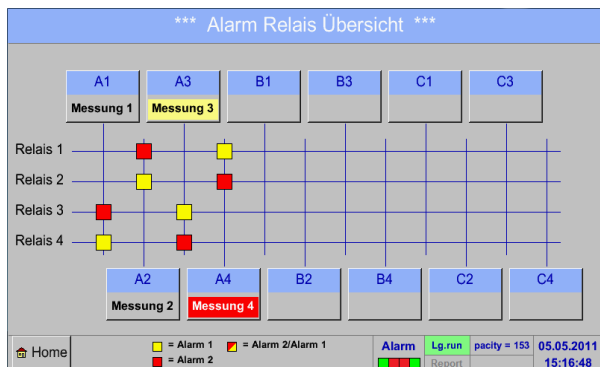 *** Alarm Relais Übersicht ***
A1 A3 B1 B3 C1 C3
Messung 1 Messung 3
Relais 1
Relais 2
Relais 3
Relais 4
A2 A4 B2 B4 C2 C4
Messung 2 Messung 4
Home
= Alarm 1 = Alarm 2/Alarm 1
= Alarm 2
Alarm Lg.run pacity = 153 05.05.2011
Report 15:16:48